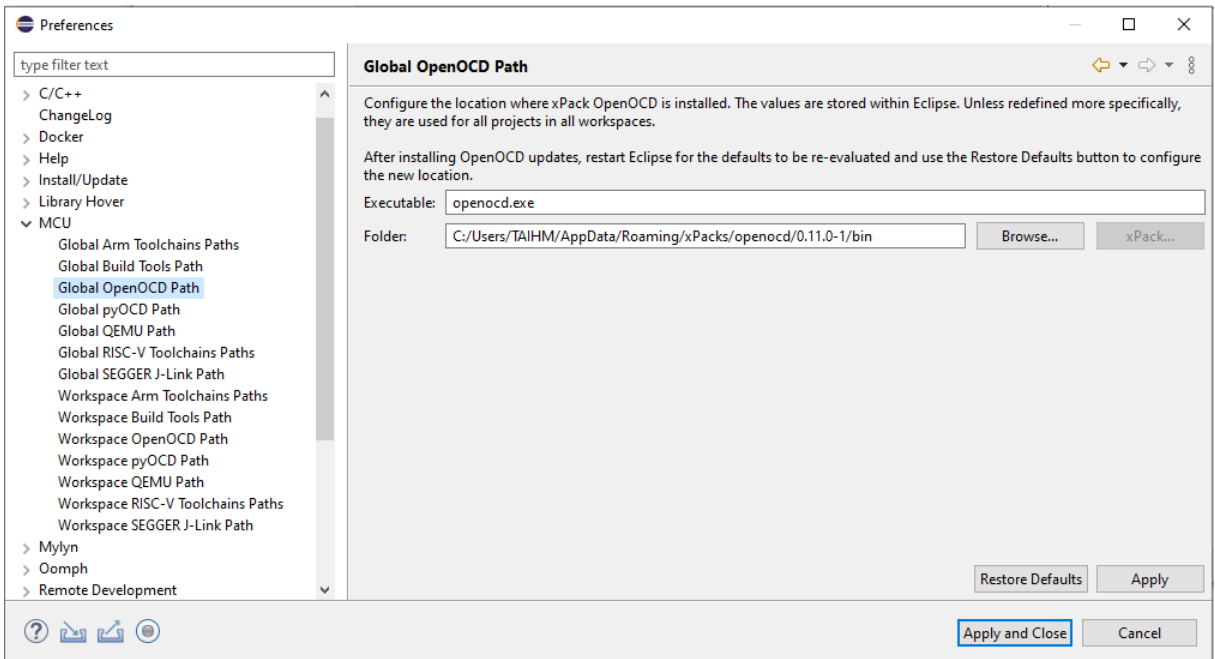 Preferences
type filter text
C/C++
ChangeLog
Docker
Help
Install/Update
Library Hover
MCU
Global Arm Toolchains Paths
Global Build Tools Path
Global OpenOCD Path
Global pyOCD Path
Global QEMU Path
Global RISC-V Toolchains Paths
Global SEGGER J-Link Path
Workspace Arm Toolchains Paths
Workspace Build Tools Path
Workspace OpenOCD Path
Workspace pyOCD Path
Workspace QEMU Path
Workspace RISC-V Toolchains Paths
Workspace SEGGER J-Link Path
Mylyn
Oomph
Remote Development
Global OpenOCD Path
Configure the location where xPack OpenOCD is installed. The values are stored within Eclipse. Unless redefined more specifically,
they are used for all projects in all workspaces.
After installing OpenOCD updates, restart Eclipse for the defaults to be re-evaluated and use the Restore Defaults button to configure
the new location.
Executable: openocd.exe
Folder: C:/Users/TAIHM/AppData/Roaming/xPacks/openocd/0.11.0-1/bin Browse... xPack...
Restore Defaults Apply
Apply and Close Cancel